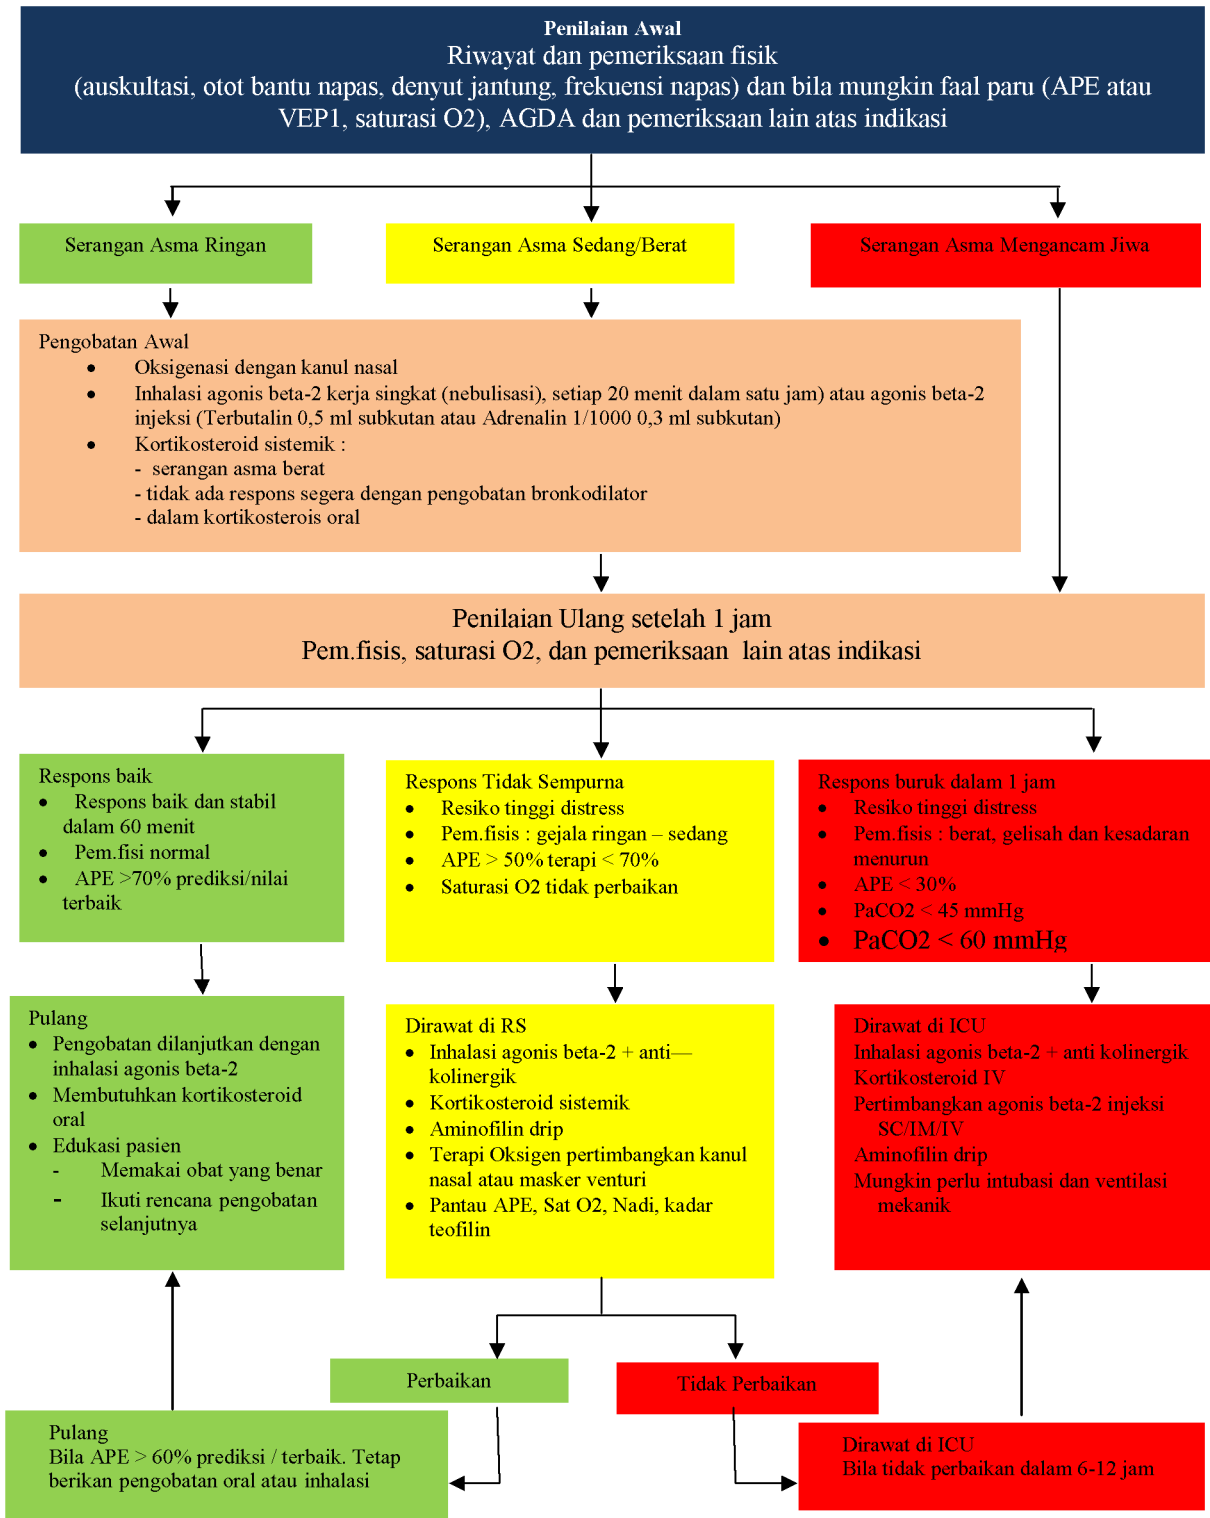 Penilaian Awal
Riwayat dan pemeriksaan fisik
(auskultasi, otot bantu napas, denyut jantung, frekuensi napas) dan bila mungkin faal paru (APE atau
VEP1, saturasi O2), AGDA dan pemeriksaan lain atas indikasi
Serangan Asma Ringan
Serangan Asma Sedang/Berat
Serangan Asma Mengancam Jiwa
Pengobatan Awal
• Oksigenasi dengan kanul nasal
• Inhalasi agonis beta-2 kerja singkat (nebulisasi), setiap 20 menit dalam satu jam) atau agonis beta-2
injeksi (Terbutalin 0,5 ml subkutan atau Adrenalin 1/1000 0,3 ml subkutan)
• Kortikosteroid sistemik :
- serangan asma berat
- tidak ada respons segera dengan pengobatan bronkodilator
- dalam kortikosterois oral
Penilaian Ulang setelah 1 jam
Pem.fisis, saturasi O2, dan pemeriksaan lain atas indikasi
Respons baik
• Respons baik dan stabil
dalam 60 menit
• Pem.fisi normal
• APE >70% prediksi/nilai
terbaik
Respons Tidak Sempurna
• Resiko tinggi distress
• Pem.fisis : gejala ringan – sedang
• APE > 50% terapi < 70%
• Saturasi O2 tidak perbaikan
Respons buruk dalam 1 jam
• Resiko tinggi distress
• Pem.fisis : berat, gelisah dan kesadaran
menurun
• APE < 30%
• PaCO2 < 45 mmHg
• PaCO2 < 60 mmHg
Pulang
• Pengobatan dilanjutkan dengan
inhalasi agonis beta-2
• Membutuhkan kortikosteroid
oral
• Edukasi pasien
- Memakai obat yang benar
- Ikuti rencana pengobatan
selanjutnya
Dirawat di RS
• Inhalasi agonis beta-2 + anti—
kolinergik
• Kortikosteroid sistemik
• Aminofilin drip
• Terapi Oksigen pertimbangkan kanul
nasal atau masker venturi
• Pantau APE, Sat O2, Nadi, kadar
teofilin
Dirawat di ICU
Inhalasi agonis beta-2 + anti kolinergik
Kortikosteroid IV
Pertimbangkan agonis beta-2 injeksi
SC/IM/IV
Aminofilin drip
Mungkin perlu intubasi dan ventilasi
mekanik
Perbaikan
Tidak Perbaikan
Pulang
Bila APE > 60% prediksi / terbaik. Tetap
berikan pengobatan oral atau inhalasi
Dirawat di ICU
Bila tidak perbaikan dalam 6-12 jam